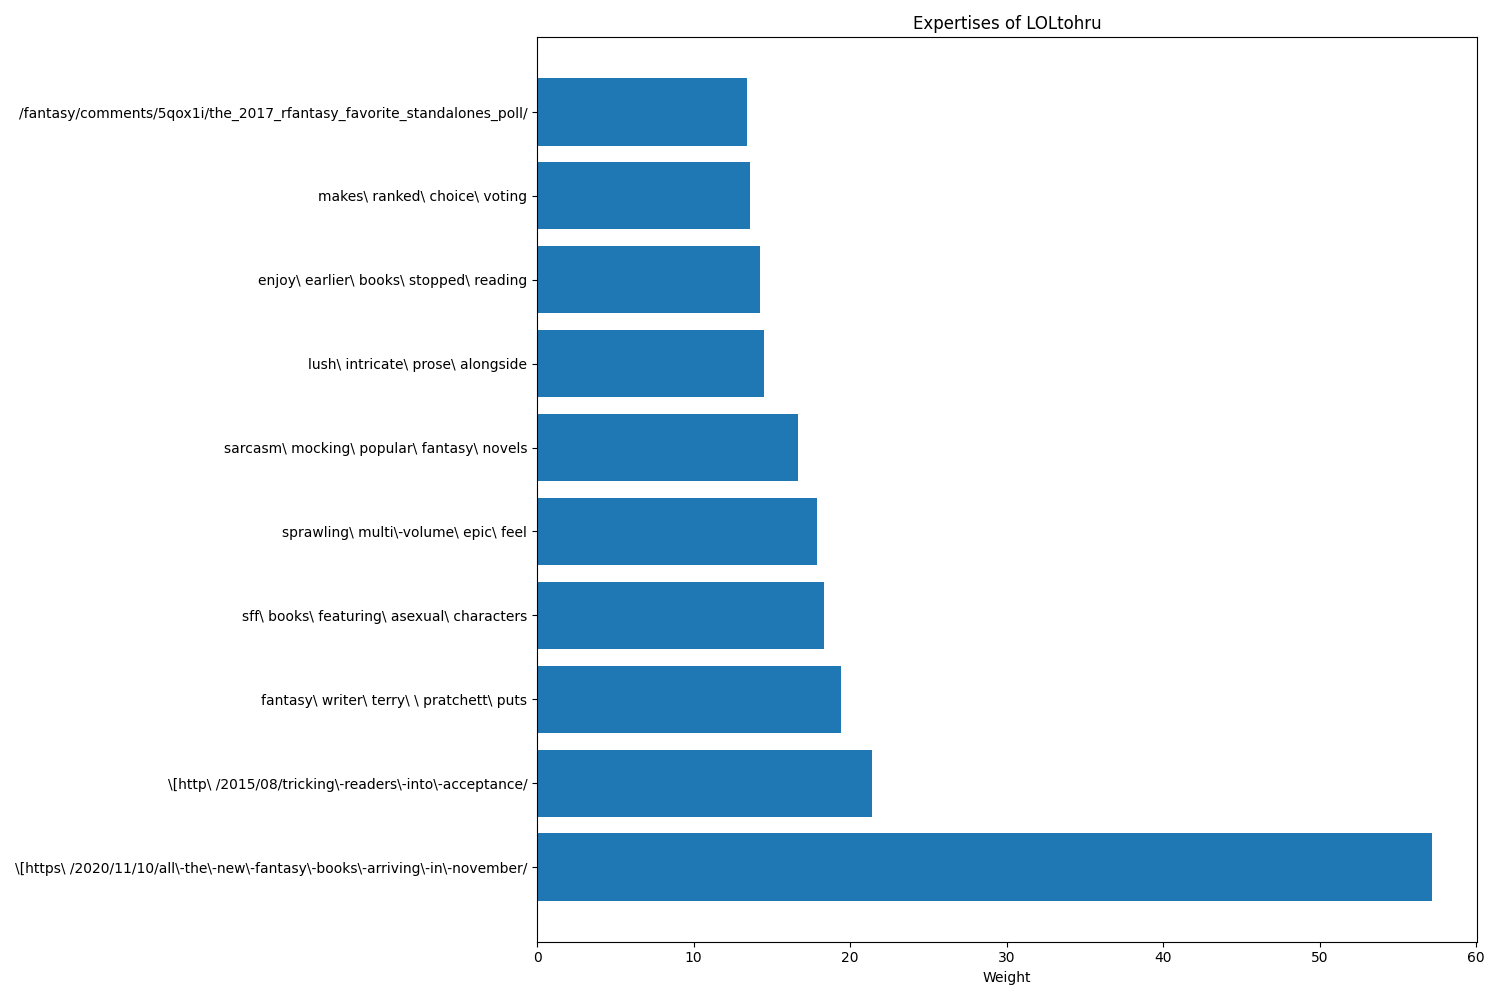 Expertises of LOLtohru
/fantasy/comments/5qox1i/the_2017_rfantasy_favorite_standalones_poll/
makes\ ranked\ choice\ voting
enjoy\ earlier\ books\ stopped\ reading
lush\ intricate\ prose\ alongside
sarcasm\ mocking\ popular\ fantasy\ novels
sprawling\ multi\-volume\ epic\ feel
sff\ books\ featuring\ asexual\ characters
fantasy\ writer\ terry\ \ pratchett\ puts
\[http\ /2015/08/tricking\-readers\-into\-acceptance/
\[https\ /2020/11/10/all\-the\-new\-fantasy\-books\-arriving\-in\-november/
0 10 20 30 40 50 60
Weight